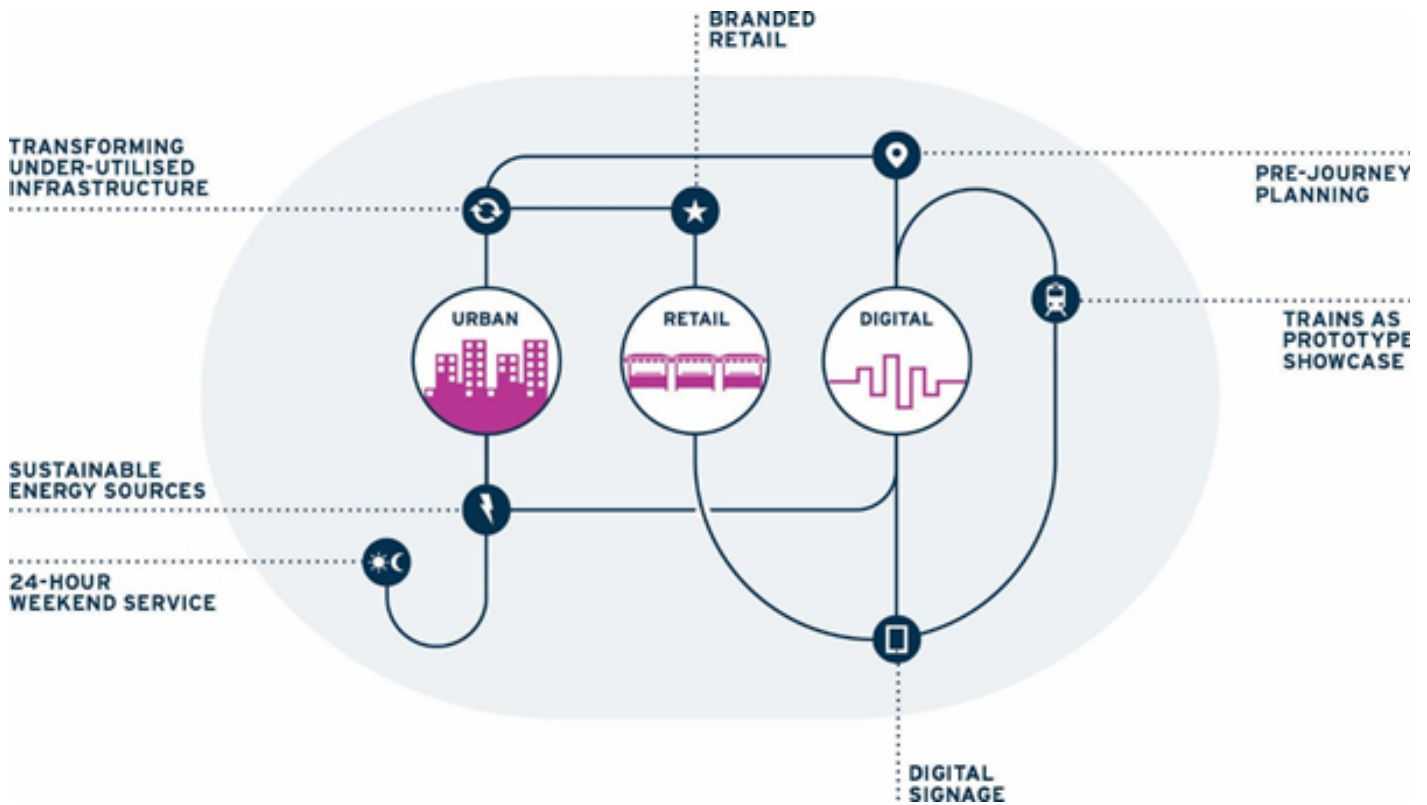 BRANDED
RETAIL
TRANSFORMING
UNDER-UTILISED
INFRASTRUCTURE
PRE-JOURNEY
PLANNING
URBAN
RETAIL
DIGITAL
TRAINS AS
PROTOTYPE
SHOWCASE
SUSTAINABLE
ENERGY SOURCES
24-HOUR
WEEKEND SERVICE
DIGITAL
SIGNAGE